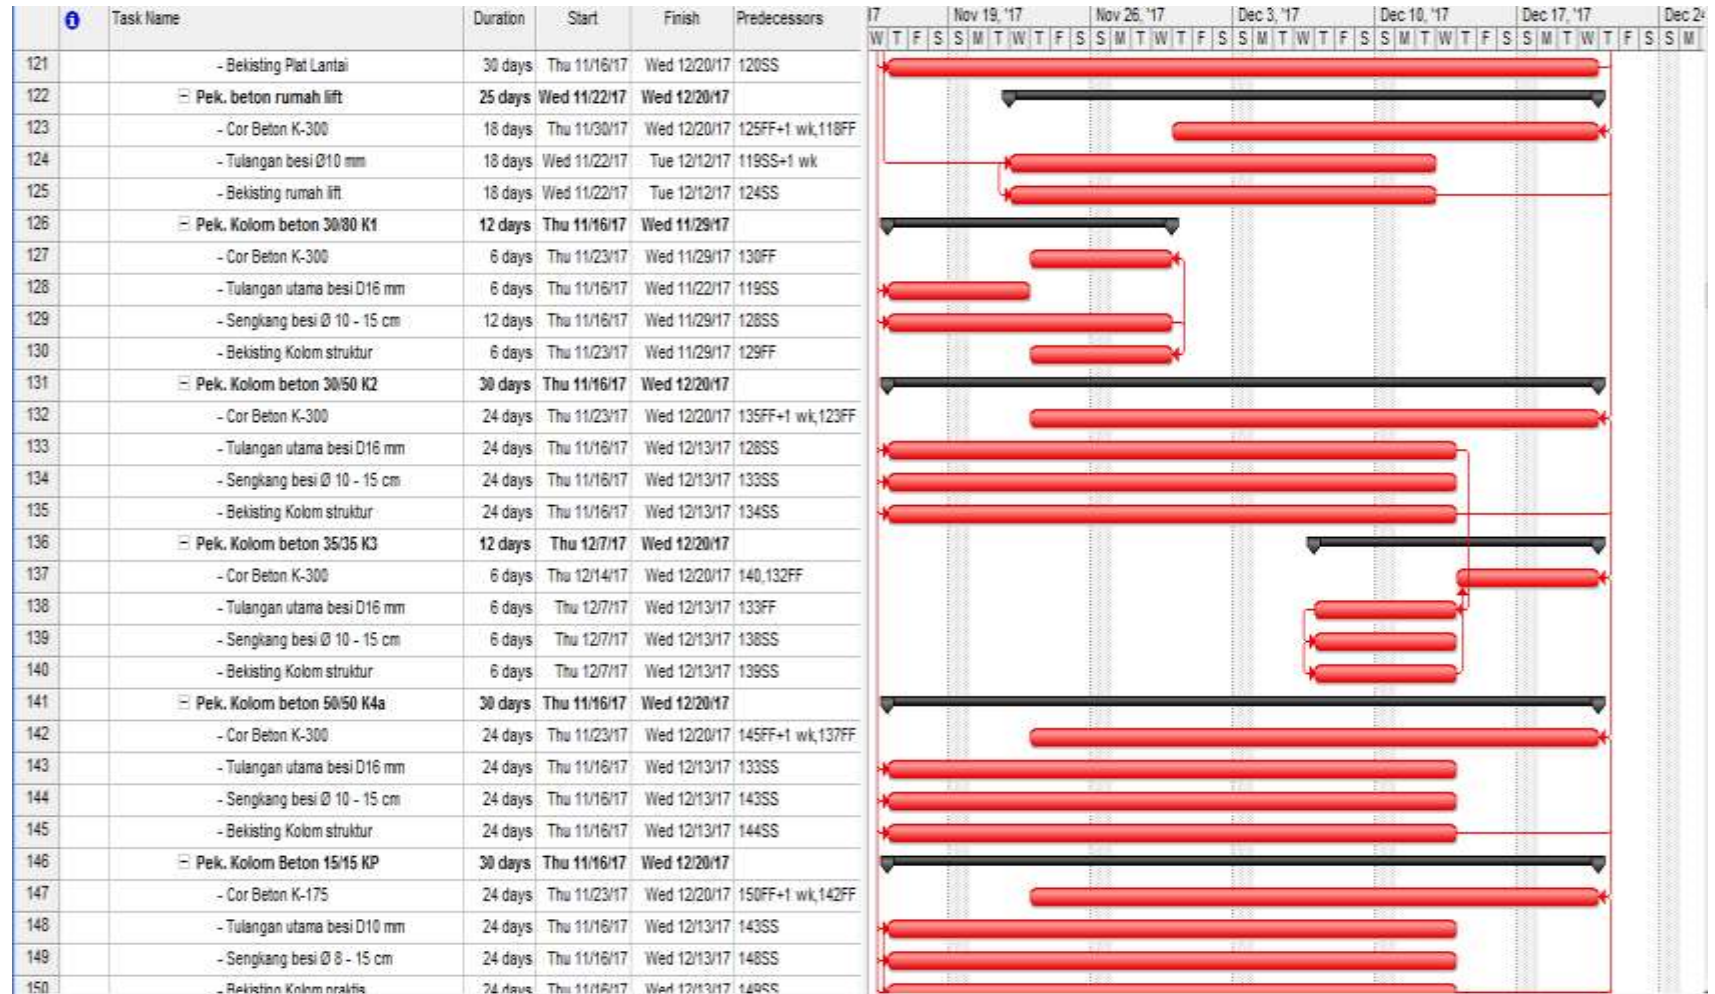 Task Name Duration Start Finish Predecessors 17 Nov 19, '17 Nov 26, '17 Dec 3, '17 Dec 10, '17 Dec 17, '17 Dec 24
W T F S S M T W T F S S M T W T F S S M T W T F S S M T W T F S S M T W T F S S M
121 - Bekisting Plat Lantai 30 days Thu 11/16/17 Wed 12/20/17 120SS
122 Pek. beton rumah lift 25 days Wed 11/22/17 Wed 12/20/17
123 - Cor Beton K-300 18 days Thu 11/30/17 Wed 12/20/17 125FF+1 wk,118FF
124 - Tulangan besi Ø10 mm 18 days Wed 11/22/17 Tue 12/12/17 119SS+1 wk
125 - Bekisting rumah lift 18 days Wed 11/22/17 Tue 12/12/17 124SS
126 Pek. Kolom beton 30/80 K1 12 days Thu 11/16/17 Wed 11/29/17
127 - Cor Beton K-300 6 days Thu 11/23/17 Wed 11/29/17 130FF
128 - Tulangan utama besi D16 mm 6 days Thu 11/16/17 Wed 11/22/17 119SS
129 - Sengkang besi Ø 10 - 15 cm 12 days Thu 11/16/17 Wed 11/29/17 128SS
130 - Bekisting Kolom struktur 6 days Thu 11/23/17 Wed 11/29/17 129FF
131 Pek. Kolom beton 30/50 K2 30 days Thu 11/16/17 Wed 12/20/17
132 - Cor Beton K-300 24 days Thu 11/23/17 Wed 12/20/17 135FF+1 wk,123FF
133 - Tulangan utama besi D16 mm 24 days Thu 11/16/17 Wed 12/13/17 128SS
134 - Sengkang besi Ø 10 - 15 cm 24 days Thu 11/16/17 Wed 12/13/17 133SS
135 - Bekisting Kolom struktur 24 days Thu 11/16/17 Wed 12/13/17 134SS
136 Pek. Kolom beton 35/35 K3 12 days Thu 12/7/17 Wed 12/20/17
137 - Cor Beton K-300 6 days Thu 12/14/17 Wed 12/20/17 140,132FF
138 - Tulangan utama besi D16 mm 6 days Thu 12/7/17 Wed 12/13/17 133FF
139 - Sengkang besi Ø 10 - 15 cm 6 days Thu 12/7/17 Wed 12/13/17 138SS
140 - Bekisting Kolom struktur 6 days Thu 12/7/17 Wed 12/13/17 139SS
141 Pek. Kolom beton 50/50 K4a 30 days Thu 11/16/17 Wed 12/20/17
142 - Cor Beton K-300 24 days Thu 11/23/17 Wed 12/20/17 145FF+1 wk,137FF
143 - Tulangan utama besi D16 mm 24 days Thu 11/16/17 Wed 12/13/17 133SS
144 - Sengkang besi Ø 10 - 15 cm 24 days Thu 11/16/17 Wed 12/13/17 143SS
145 - Bekisting Kolom struktur 24 days Thu 11/16/17 Wed 12/13/17 144SS
146 Pek. Kolom Beton 15/15 KP 30 days Thu 11/16/17 Wed 12/20/17
147 - Cor Beton K-175 24 days Thu 11/23/17 Wed 12/20/17 150FF+1 wk,142FF
148 - Tulangan utama besi D10 mm 24 days Thu 11/16/17 Wed 12/13/17 143SS
149 - Sengkang besi Ø 8 - 15 cm 24 days Thu 11/16/17 Wed 12/13/17 148SS
150 - Bekisting Kolom praktis 24 days Thu 11/16/17 Wed 12/13/17 149SS